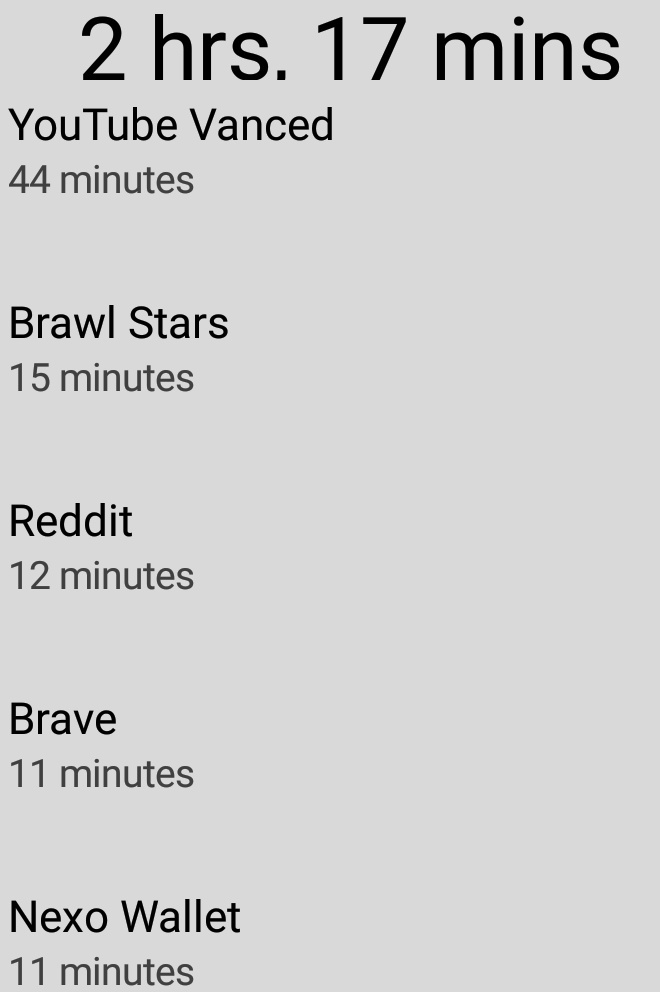 2 hrs. 17 mins
YouTube Vanced
44 minutes
Brawl Stars
15 minutes
Reddit
12 minutes
Brave
11 minutes
Nexo Wallet
11 minutes